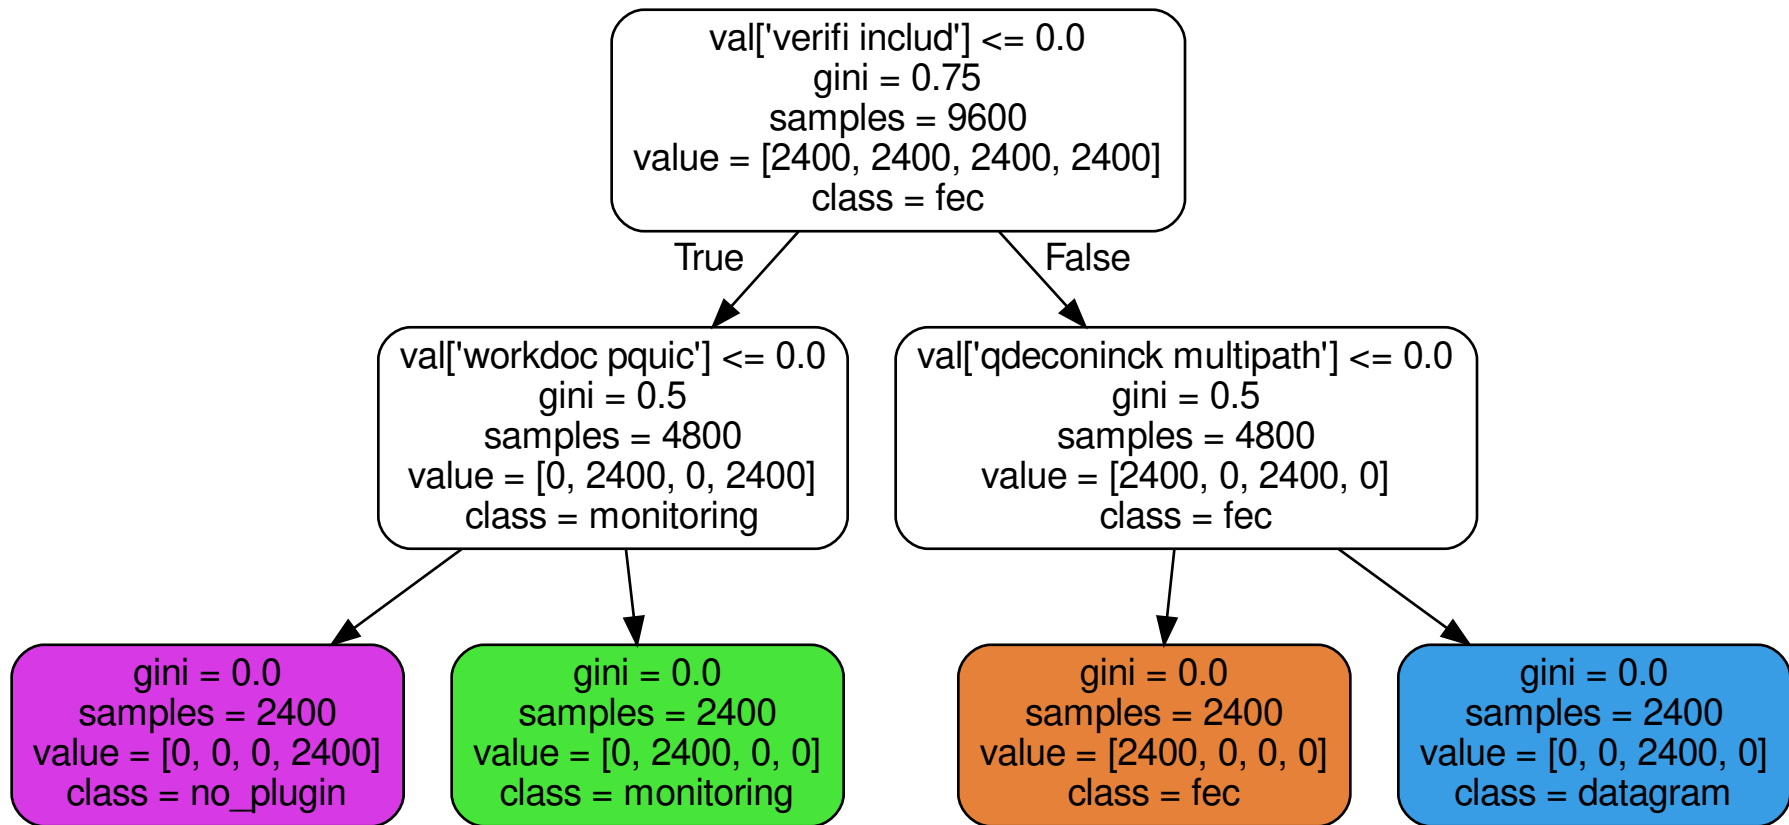 val['verifi includ'] <= 0.0
gini = 0.75
samples = 9600
value = [2400, 2400, 2400, 2400]
class = fec
True
False
val['workdoc pquic'] <= 0.0
gini = 0.5
samples = 4800
value = [0, 2400, 0, 2400]
class = monitoring
val['qdeconinck multipath'] <= 0.0
gini = 0.5
samples = 4800
value = [2400, 0, 2400, 0]
class = fec
gini = 0.0
samples = 2400
value = [0, 0, 0, 2400]
class = no_plugin
gini = 0.0
samples = 2400
value = [0, 2400, 0, 0]
class = monitoring
gini = 0.0
samples = 2400
value = [2400, 0, 0, 0]
class = fec
gini = 0.0
samples = 2400
value = [0, 0, 2400, 0]
class = datagram